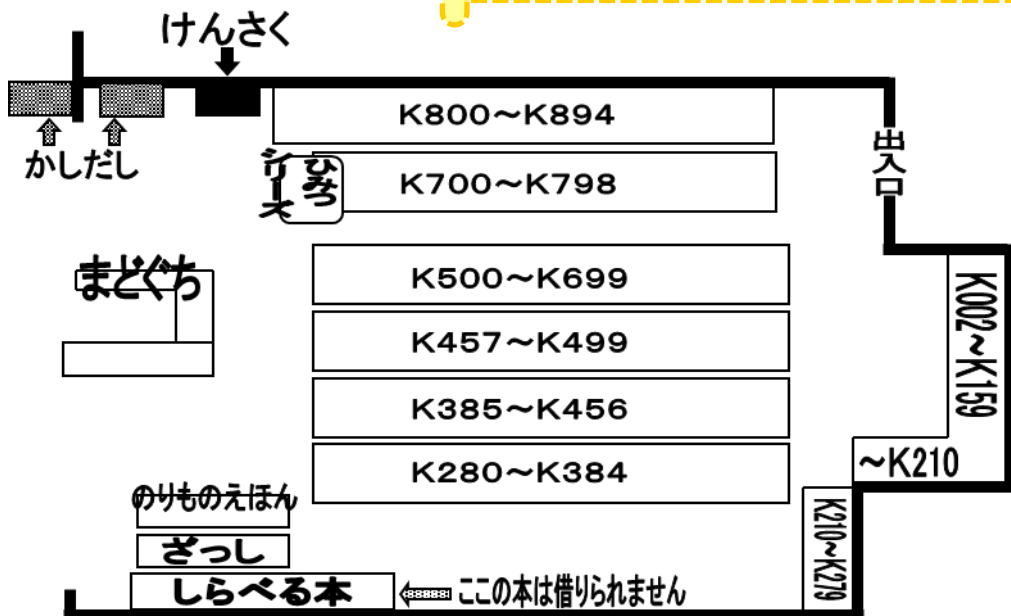 けんさく
かしだし
K800～K894
出入口
ひみつ
シリーズ
K700～K798
まどぐち
K500～K699
K002～K159
K457～K499
K385～K456
～K210
K280～K384
のりものえほん
K210～K279
ざっし
しらべる本
ここの本は借りられません